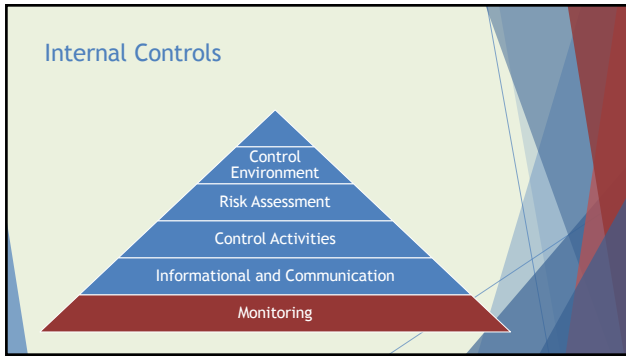 Internal Controls
Control
Environment
Risk Assessment
Control Activities
Informational and Communication
Monitoring